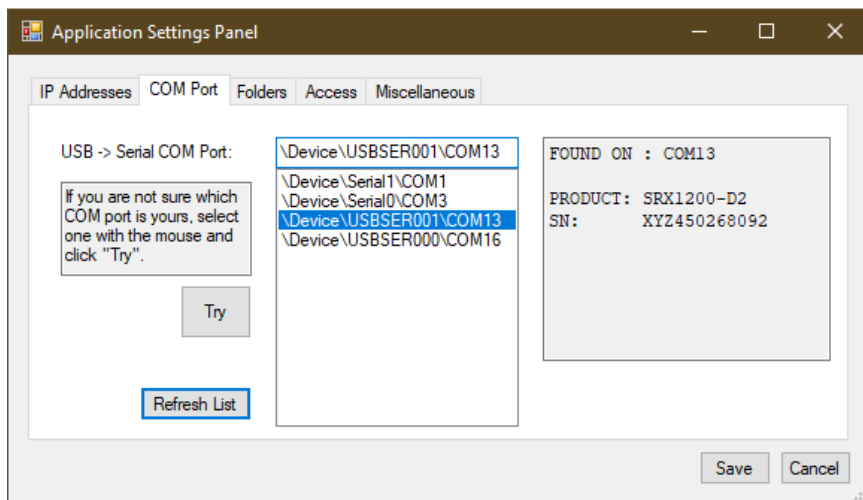 Application Settings Panel
IP Addresses COM Port Folders Access Miscellaneous
USB -> Serial COM Port:
If you are not sure which
COM port is yours, select
one with the mouse and
click "Try".
Try
Refresh List
\Device\USBSER001\COM13
\Device\Serial1\COM1
\Device\Serial0\COM3
\Device\USBSER001\COM13
\Device\USBSER000\COM16
FOUND ON : COM13
PRODUCT: SRX1200-D2
SN: XYZ450268092
Save Cancel